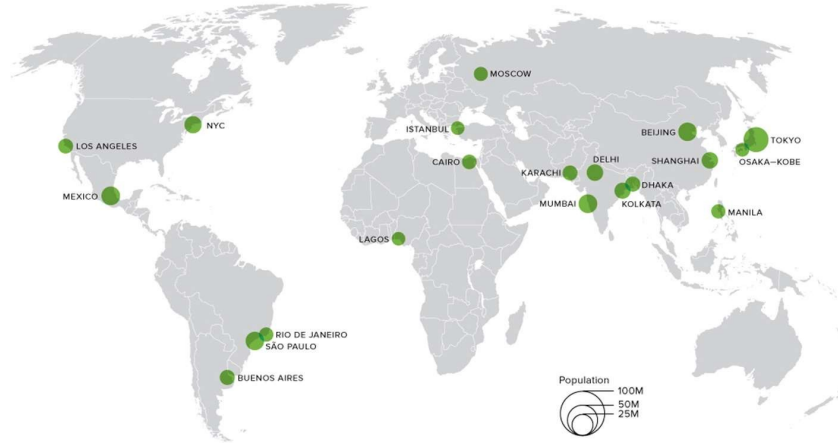 MOSCOW
NYC
ISTANBUL
BEIJING
TOKYO
LOS ANGELES
CAIRO
DELHI
SHANGHAI
OSAKA–KOBE
KARACHI
DHAKA
MEXICO
MUMBAI
KOLKATA
MANILA
LAGOS
RIO DE JANEIRO
SÃO PAULO
BUENOS AIRES
Population
100M
50M
25M